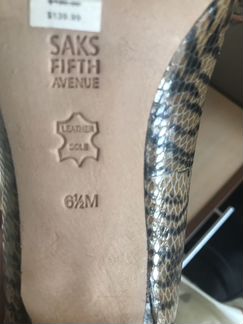 $139.99
SAKS
FIFTH
AVENUE
LEATHER
SOLE
6½M